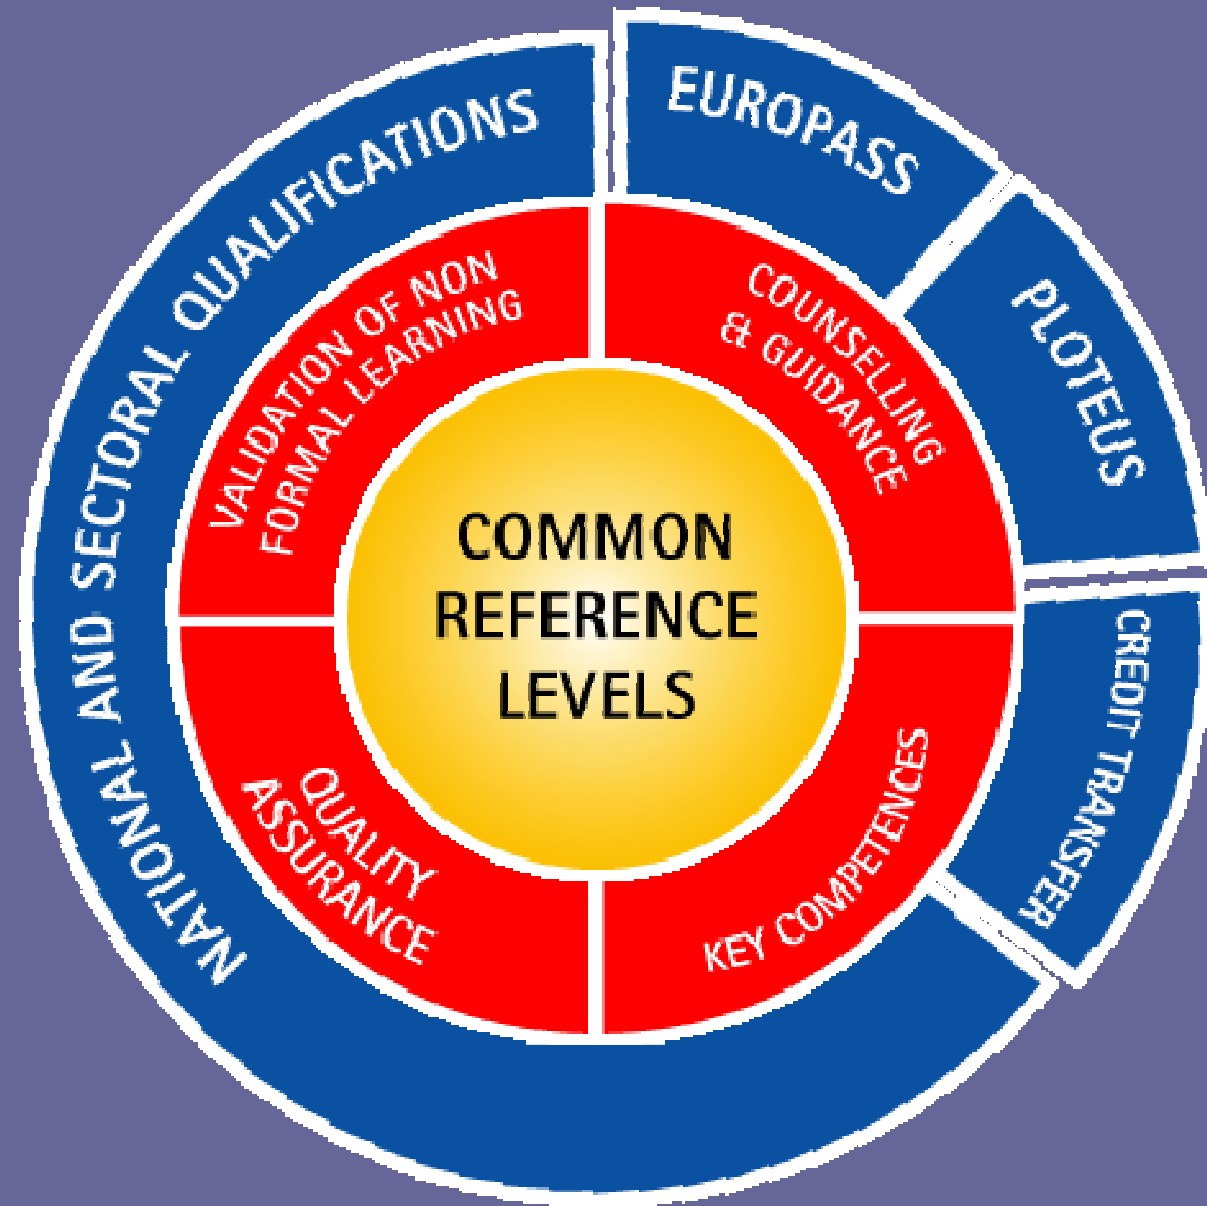 NATIONAL AND SECTORAL QUALIFICATIONS
EUROPASS
PLOTEUS
CREDIT TRANSFER
VALIDATION OF NON
FORMAL LEARNING
COUNSELLING
& GUIDANCE
QUALITY
ASSURANCE
KEY COMPETENCES
COMMON
REFERENCE
LEVELS